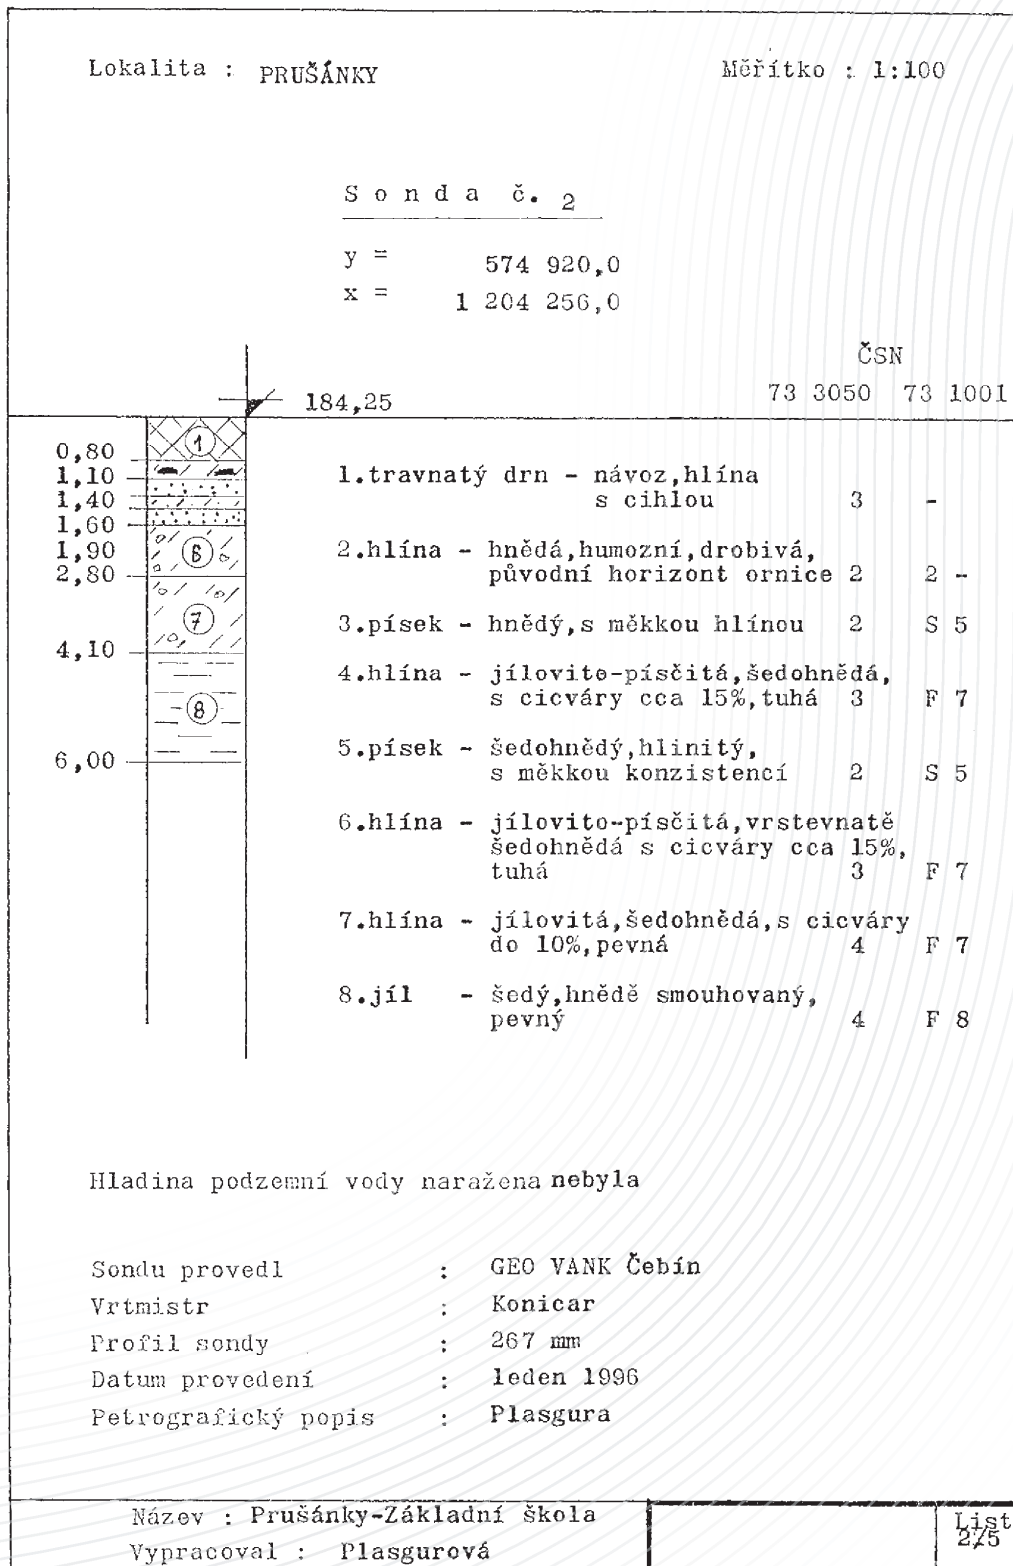 Lokalita : PRUŠÁNKY Měřítko : 1:100
Sonda č. 2
y = 574 920,0
x = 1 204 256,0
ČSN
184,25 73 3050 73 1001
1
0,80
1,10
1,40
1,60
1,90
2,80
4,10
6,00
6
7
8
1.travnatý drn - návoz,hlína
s cihlou 3 -
2.hlína - hnědá,humozní,drobivá,
původní horizont ornice 2 2 -
3.písek - hnědý,s měkkou hlínou 2 S 5
4.hlína - jílovito-písčitá,šedohnědá,
s cicváry cca 15%,tuhá 3 F 7
5.písek - šedohnědý,hlinitý,
s měkkou konzistencí 2 S 5
6.hlína - jílovito-písčitá,vrstevnatě
šedohnědá s cicváry cca 15%,
tuhá 3 F 7
7.hlína - jílovitá,šedohnědá,s cicváry
do 10%,pevná 4 F 7
8.jíl - šedý,hnědě smouhovaný,
pevný 4 F 8
Hladina podzemní vody naražena nebyla
Sondu provedl : GEO VANK Čebín
Vrtmistr : Konicar
Profil sondy : 267 mm
Datum provedení : leden 1996
Petrografický popis : Plasgura
Název : Prušánky-Základní škola
Vypracoval : Plasgurová
List
2/5